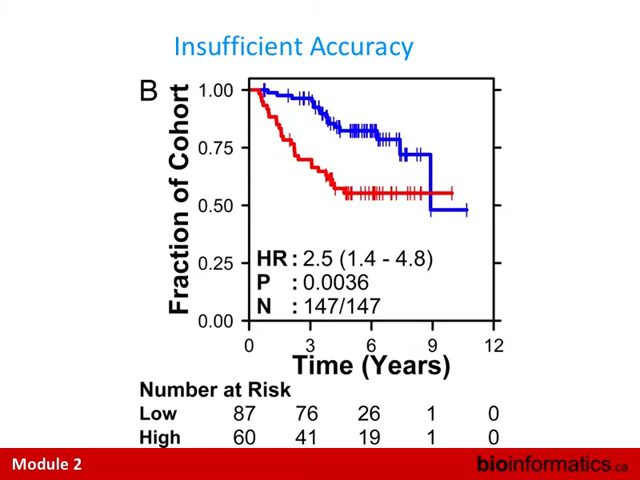 Insufficient Accuracy
B
Fraction of Cohort
1.00
0.75
0.50
0.25
0.00
HR : 2.5 (1.4 - 4.8)
P : 0.0036
N : 147/147
0 3 6 9 12
Time (Years)
Number at Risk
Low 87 76 26 1 0
High 60 41 19 1 0
Module 2
bioinformatics.ca